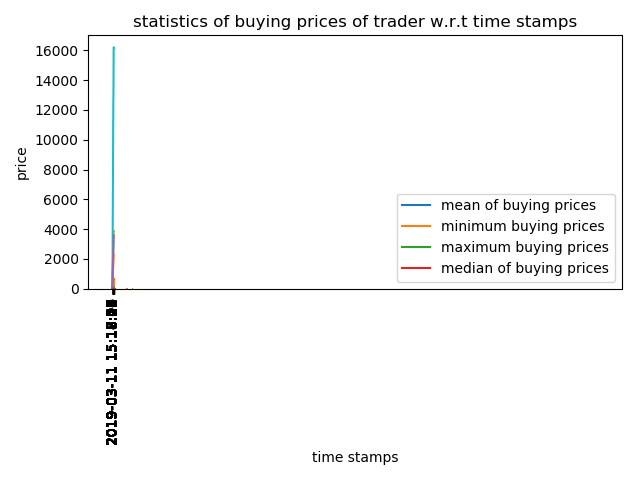 statistics of buying prices of trader w.r.t time stamps
16000
14000
12000
10000
8000
6000
4000
2000
0
price
mean of buying prices
minimum buying prices
maximum buying prices
median of buying prices
2019-03-11
time stamps